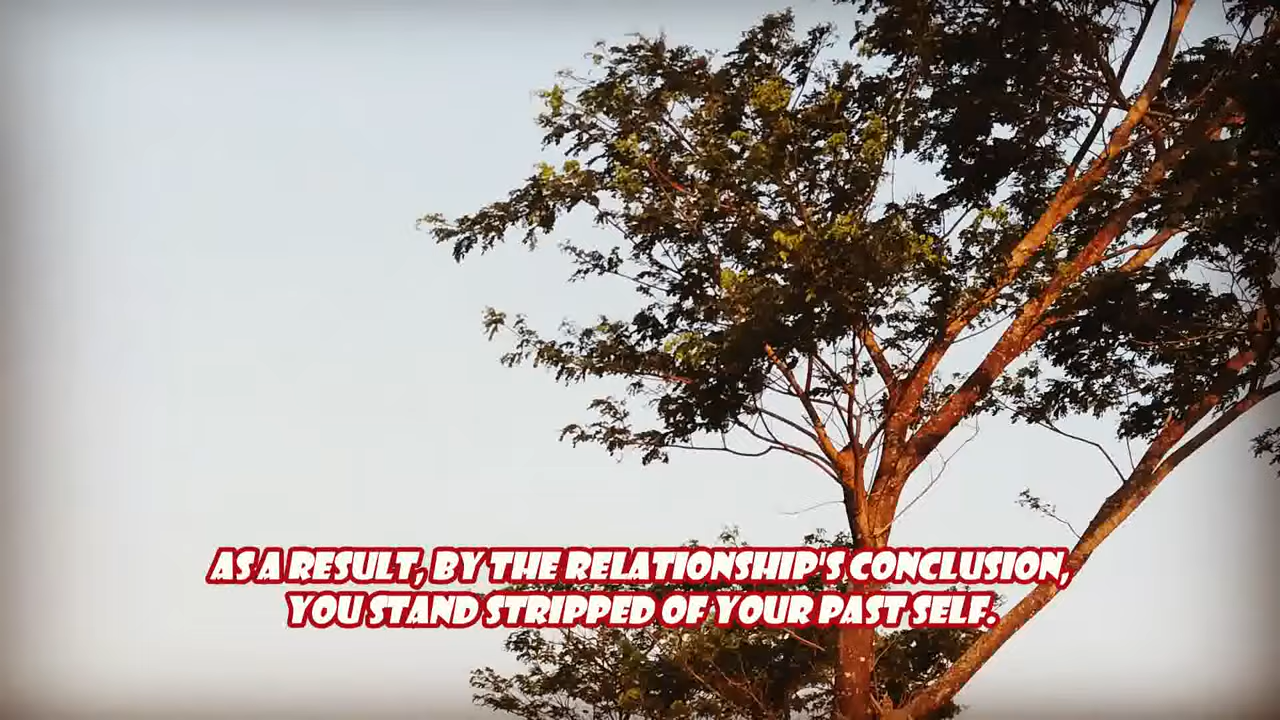 AS A RESULT, BY THE RELATIONSHIP'S CONCLUSION,
YOU STAND STRIPPED OF YOUR PAST SELF.